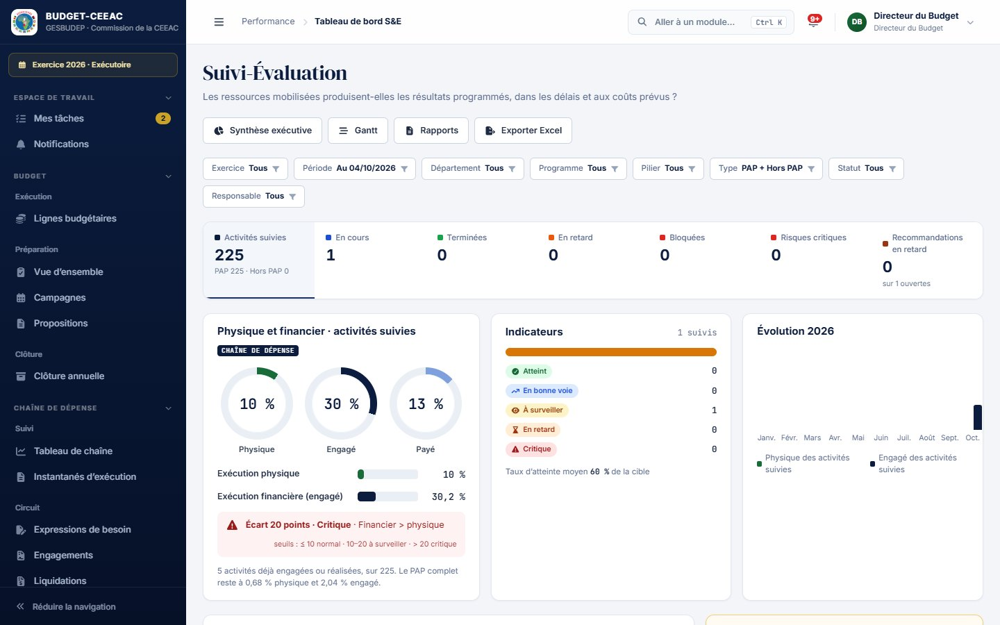 BUDGET-CEEAC
GESBUDEP · Commission de la CEEAC
Exercice 2026 · Exécutoire
ESPACE DE TRAVAIL
Mes tâches
2
Notifications
BUDGET
Exécution
Lignes budgétaires
Préparation
Vue d’ensemble
Campagnes
Propositions
Clôture
Clôture annuelle
CHAÎNE DE DÉPENSE
Suivi
Tableau de chaîne
Instantanés d’exécution
Circuit
Expressions de besoin
Engagements
Liquidations
Réduire la navigation
Performance
Tableau de bord S&E
Aller à un module...
Ctrl K
9+
DB
Directeur du Budget
Directeur du Budget
Suivi-Évaluation
Les ressources mobilisées produisent-elles les résultats programmés, dans les délais et aux coûts prévus ?
Synthèse exécutive
Gantt
Rapports
Exporter Excel
Exercice Tous
Période Au 04/10/2026
Département Tous
Programme Tous
Pilier Tous
Type PAP + Hors PAP
Statut Tous
Responsable Tous
Activités suivies
225
PAP 225 · Hors PAP 0
En cours
1
Terminées
0
En retard
0
Bloquées
0
Risques critiques
0
Recommandations
en retard
0
sur 1 ouvertes
Physique et financier · activités suivies
CHAÎNE DE DÉPENSE
10 %
30 %
13 %
Physique
Engagé
Payé
Exécution physique
10 %
Exécution financière (engagé)
30,2 %
Écart 20 points · Critique · Financier > physique
seuils : ≤ 10 normal · 10–20 à surveiller · > 20 critique
5 activités déjà engagées ou réalisées, sur 225. Le PAP complet
reste à 0,68 % physique et 2,04 % engagé.
Indicateurs
1 suivis
Atteint
0
En bonne voie
0
À surveiller
1
En retard
0
Critique
0
Taux d’atteinte moyen 60 % de la cible
Évolution 2026
Janv. Févr. Mars Avr. Mai Juin Juil. Août Sept. Oct.
Physique des activités
suivies
Engagé des activités
suivies